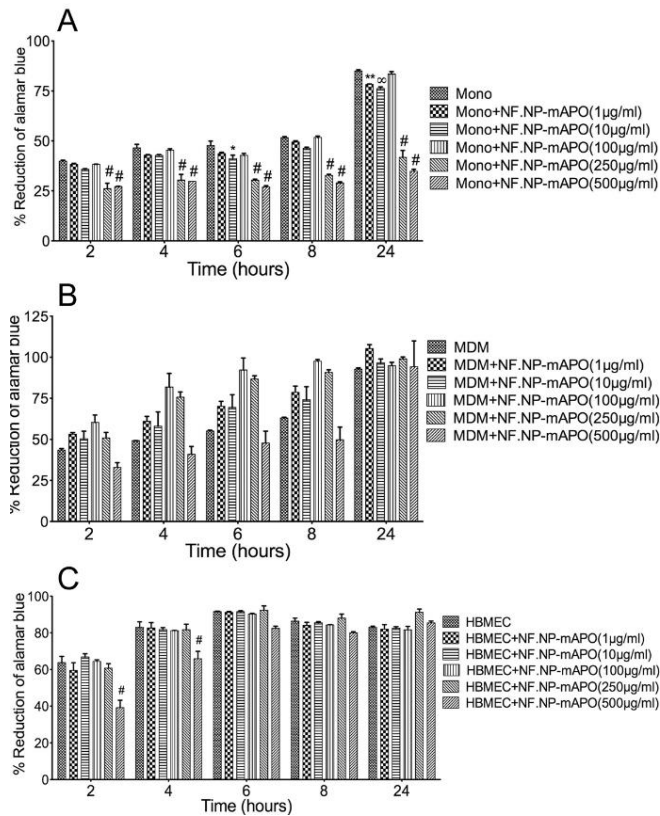 A
% Reduction of alamar blue
100
75
50
25
0
# # # # * # # # # ** ∞ # #
2 4 6 8 24
Time (hours)
Mono
Mono+NF.NP-mAPO(1µg/ml)
Mono+NF.NP-mAPO(10µg/ml)
Mono+NF.NP-mAPO(100µg/ml)
Mono+NF.NP-mAPO(250µg/ml)
Mono+NF.NP-mAPO(500µg/ml)
B
% Reduction of alamar blue
125
100
75
50
25
0
2 4 6 8 24
Time (hours)
MDM
MDM+NF.NP-mAPO(1µg/ml)
MDM+NF.NP-mAPO(10µg/ml)
MDM+NF.NP-mAPO(100µg/ml)
MDM+NF.NP-mAPO(250µg/ml)
MDM+NF.NP-mAPO(500µg/ml)
C
% Reduction of alamar blue
100
80
60
40
20
0
# #
2 4 6 8 24
Time (hours)
HBMEC
HBMEC+NF.NP-mAPO(1µg/ml)
HBMEC+NF.NP-mAPO(10µg/ml)
HBMEC+NF.NP-mAPO(100µg/ml)
HBMEC+NF.NP-mAPO(250µg/ml)
HBMEC+NF.NP-mAPO(500µg/ml)